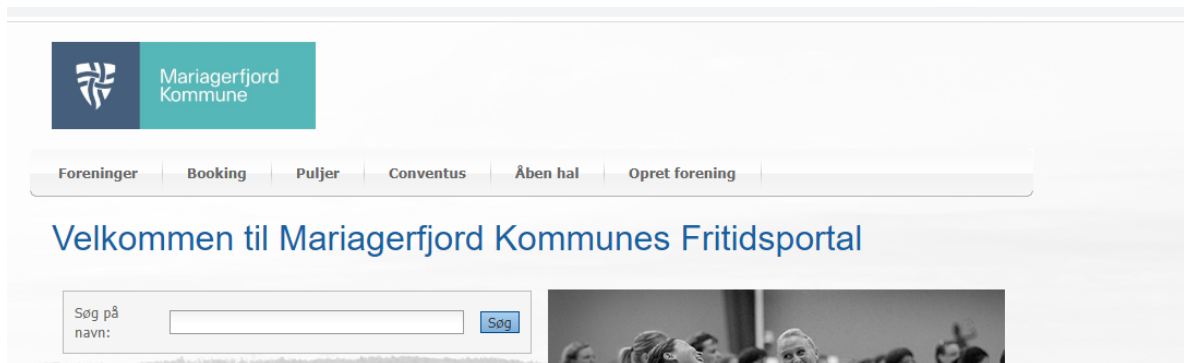 Mariagerfjord
Kommune
Foreninger Booking Puljer Conventus Åben hal Opret forening
Velkommen til Mariagerfjord Kommunes Fritidsportal
Søg på
navn:
Søg